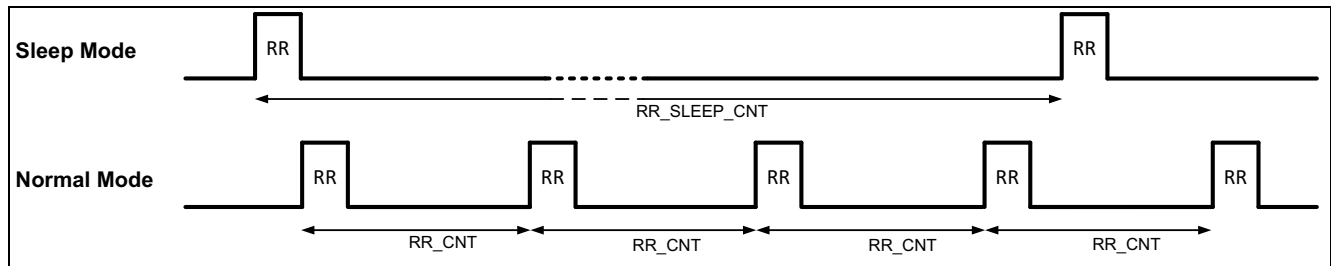 Sleep Mode RR RR
RR_SLEEP_CNT
Normal Mode RR RR RR RR RR
RR_CNT RR_CNT RR_CNT RR_CNT